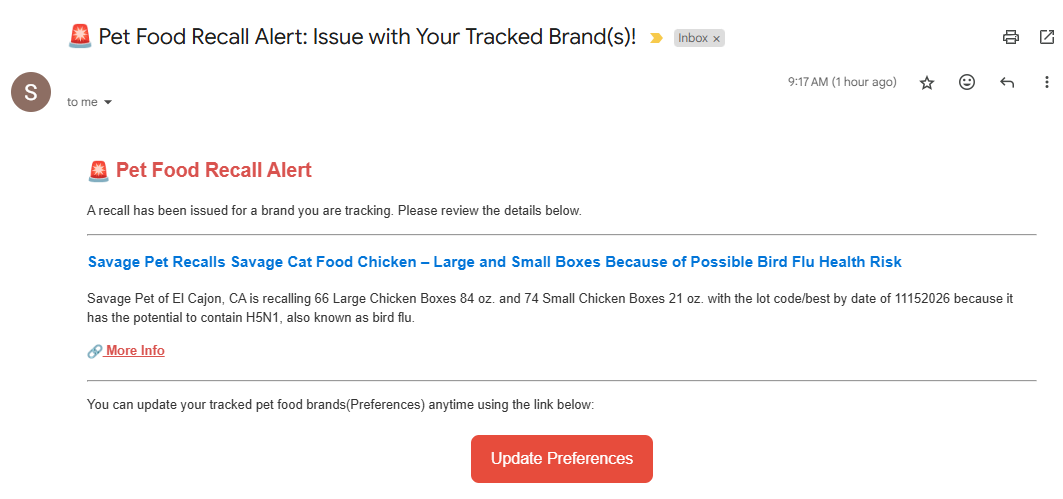 🚨 Pet Food Recall Alert: Issue with Your Tracked Brand(s)! Inbox ×
9:17 AM (1 hour ago)
S
to me
🚨 Pet Food Recall Alert
A recall has been issued for a brand you are tracking. Please review the details below.
Savage Pet Recalls Savage Cat Food Chicken – Large and Small Boxes Because of Possible Bird Flu Health Risk
Savage Pet of El Cajon, CA is recalling 66 Large Chicken Boxes 84 oz. and 74 Small Chicken Boxes 21 oz. with the lot code/best by date of 11152026 because it
has the potential to contain H5N1, also known as bird flu.
🔗 More Info
You can update your tracked pet food brands(Preferences) anytime using the link below:
Update Preferences